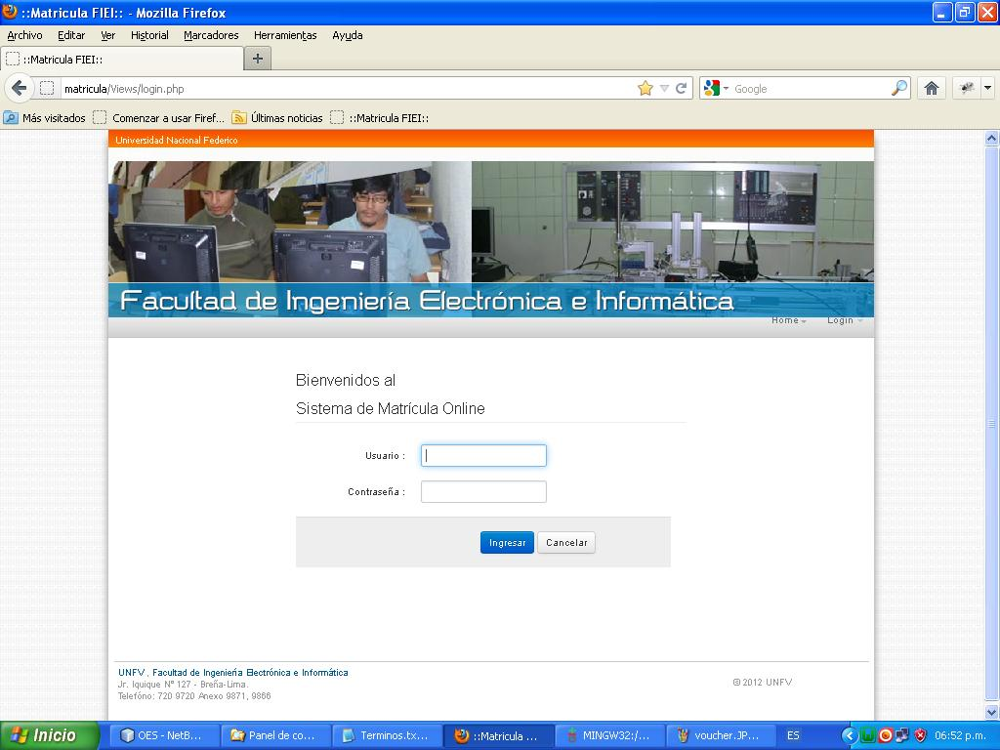 ::Matricula FIEI:: - Mozilla Firefox
Archivo Editar Ver Historial Marcadores Herramientas Ayuda
::Matricula FIEI::
matricula/Views/login.php
Google
Más visitados Comenzar a usar Firef... Últimas noticias ::Matricula FIEI::
Universidad Nacional Federico
Facultad de Ingeniería Electrónica e Informática
Home Login
Bienvenidos al
Sistema de Matrícula Online
Usuario :
Contraseña :
Ingresar Cancelar
UNFV , Facultad de Ingeniería Electrónica e Informática
Jr. Iquique Nº 127 - Breña-Lima.
Telefóno: 720 9720 Anexo 9871, 9866
© 2012 UNFV
Inicio OES - NetB... Panel de co... Terminos.tx... ::Matricula ... MINGW32:/... voucher.JP... ES 06:52 p.m.